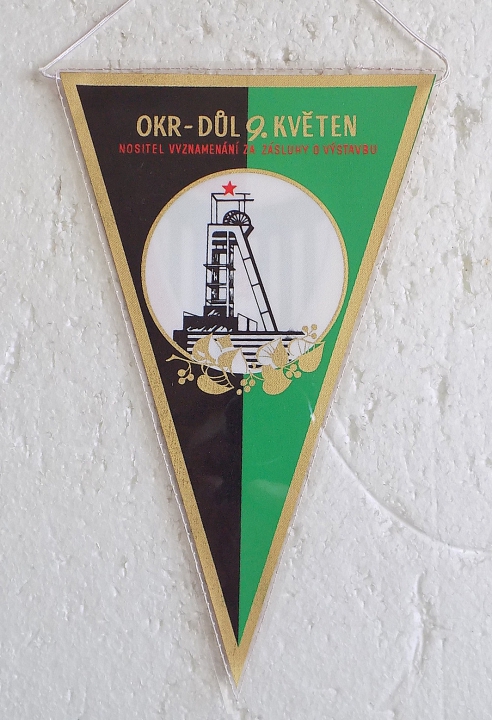 OKR-DŮL 9. KVĚTEN
NOSITEL VYZNAMENÁNÍ ZA ZÁSLUHY O VÝSTAVBU